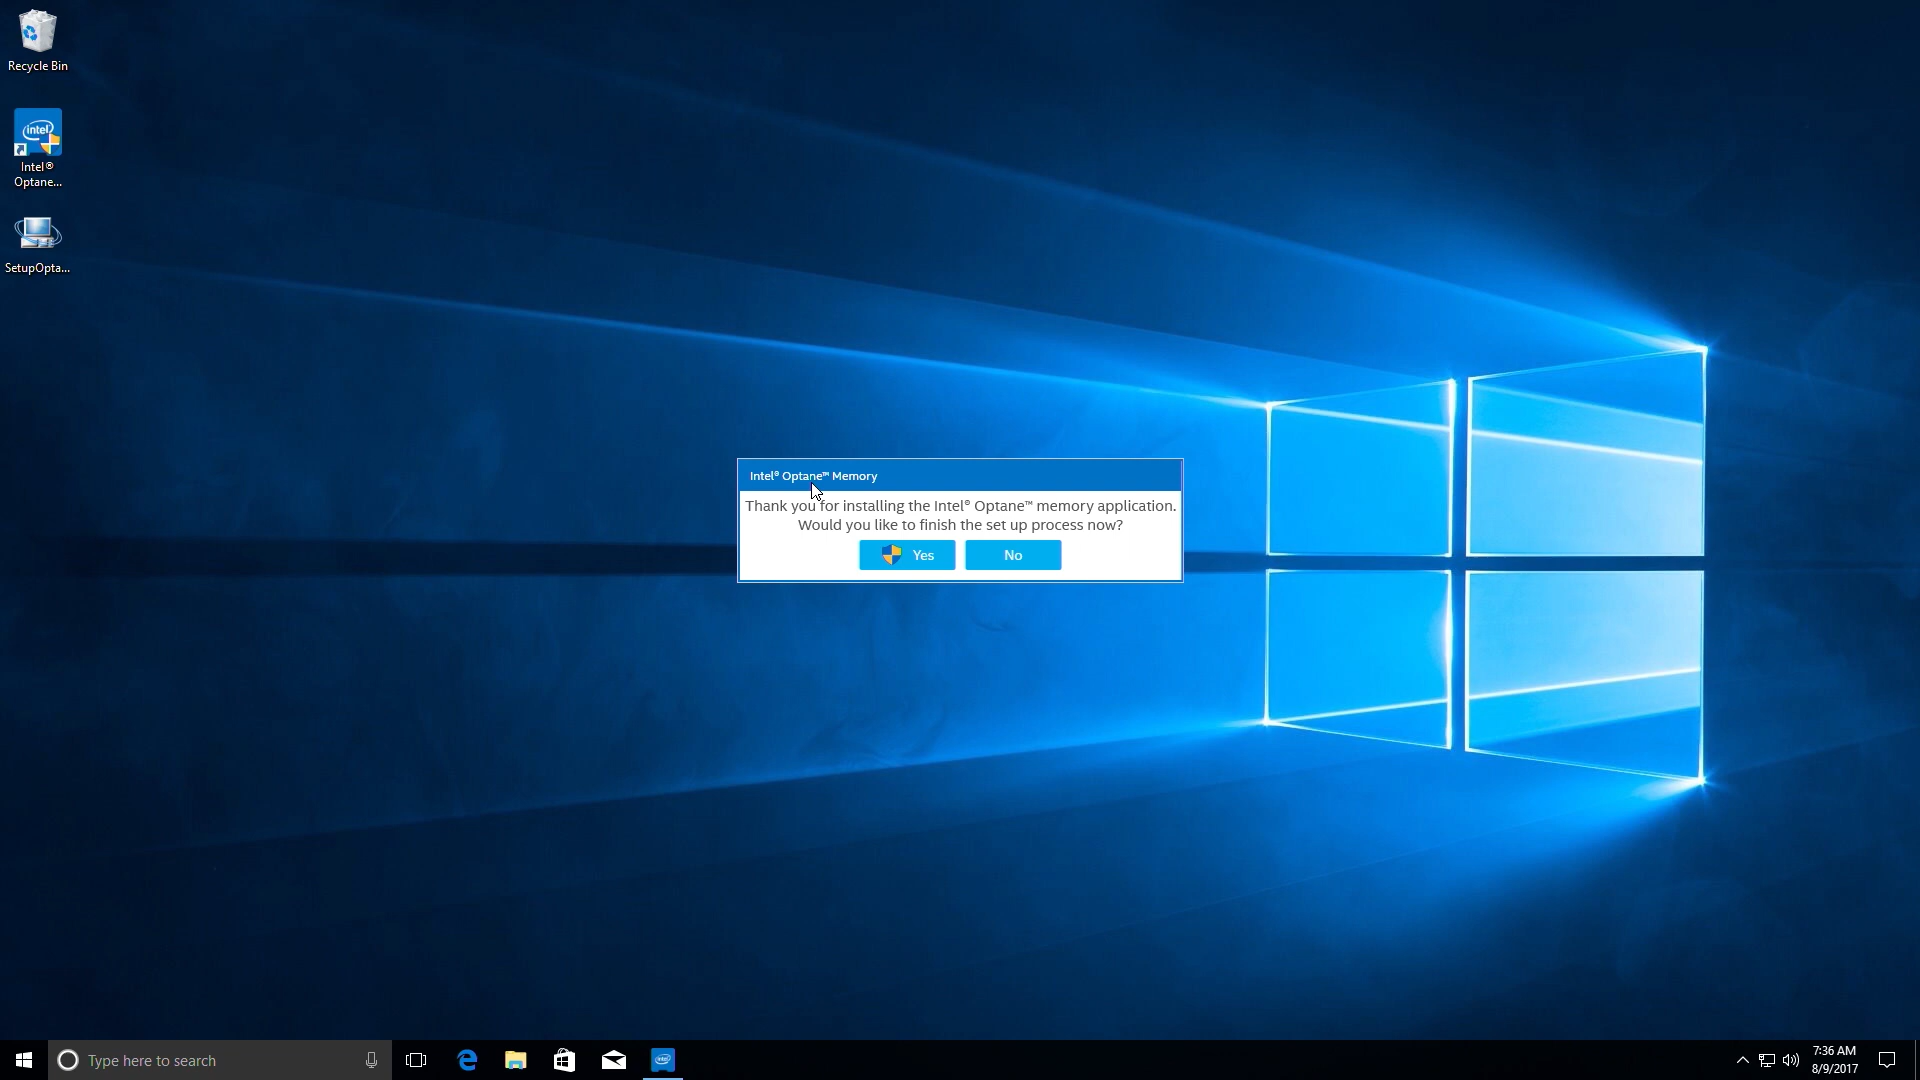 Recycle Bin
intel
Intel®
Optane...
SetupOpta...
Intel® Optane™ Memory
Thank you for installing the Intel® Optane™ memory application.
Would you like to finish the set up process now?
Yes
No
Type here to search
intel
7:36 AM
8/9/2017